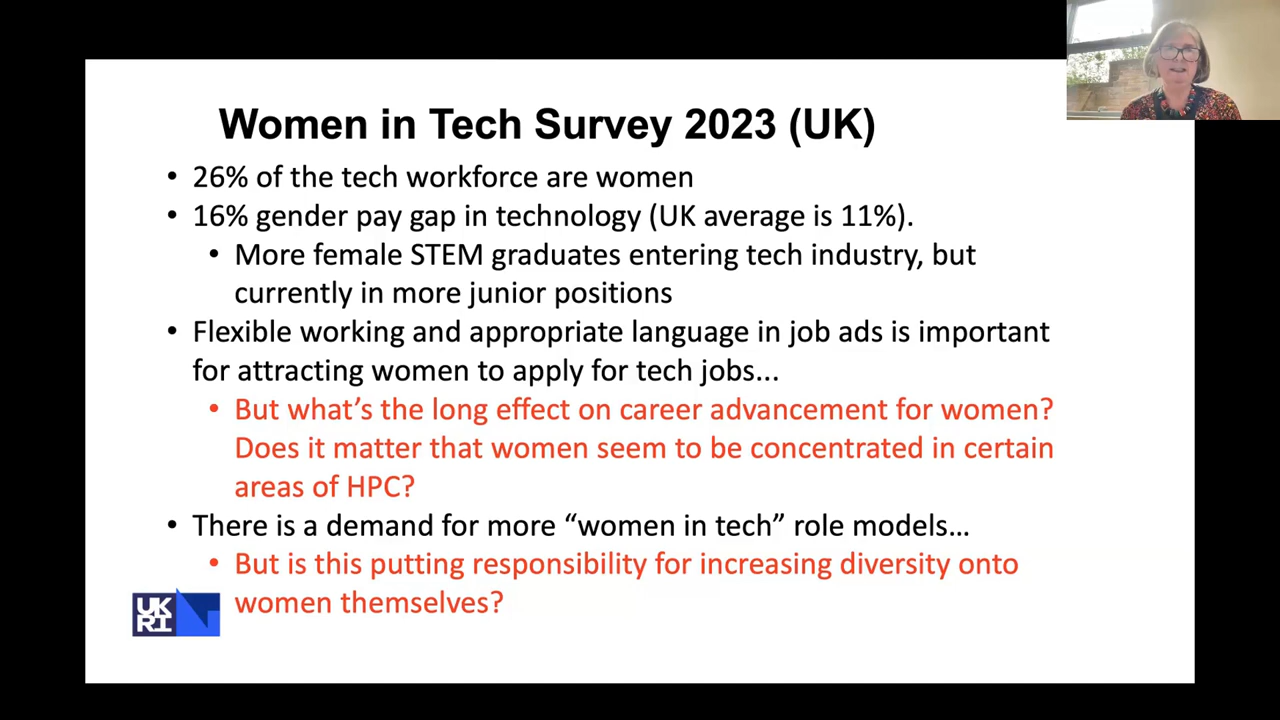 Women in Tech Survey 2023 (UK)
• 26% of the tech workforce are women
• 16% gender pay gap in technology (UK average is 11%).
• More female STEM graduates entering tech industry, but
currently in more junior positions
• Flexible working and appropriate language in job ads is important
for attracting women to apply for tech jobs...
• But what’s the long effect on career advancement for women?
Does it matter that women seem to be concentrated in certain
areas of HPC?
• There is a demand for more “women in tech” role models…
• But is this putting responsibility for increasing diversity onto
women themselves?
UK
RI